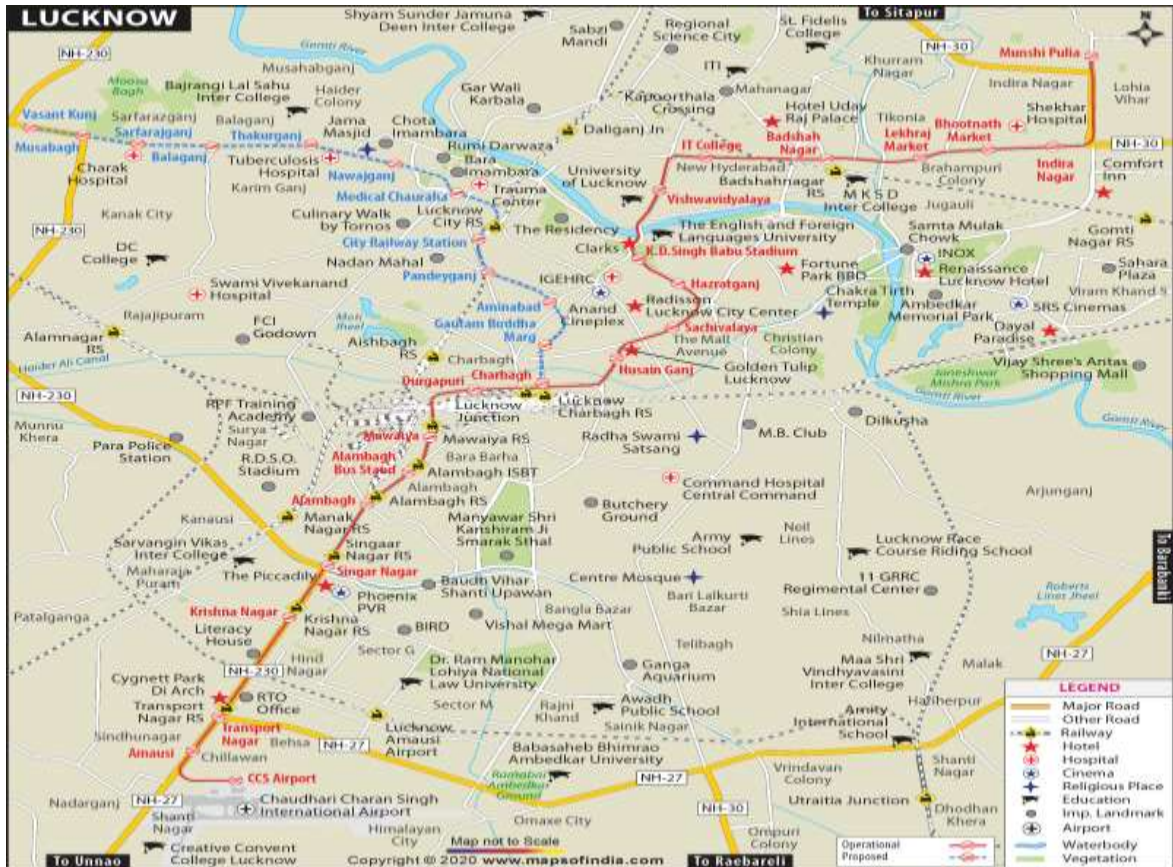 LUCKNOW
Shyam Sunder Jamuna
Deen Inter College
Sabzi
Mandi
Regional
Science City
St. Fidelis
College
To Sitapur
N
NH-230
Gomti River
Musahabganj
NH-30
Munshi Pulia
Moosa
Bagh
Bajrangi Lal Sahu
Inter College
Haider
Colony
Gar Wali
Karbala
ITI
Khurram
Nagar
Indira Nagar
Lohia
Vihar
Kapoorthala
Crossing
Mahanagar
Hotel Uday
Raj Palace
Vasant Kunj
Sarfarazganj
Balaganj
Jama
Masjid
Chota
Imambara
Daliganj Jn
Tikonia
Bhootnath
Market
Shekhar
Hospital
Musabagh
Sarfarajganj
Thakurganj
Rumi Darwaza
IT College
Badshah
Nagar
Lekhraj
Market
NH-30
Balaganj
Tuberculosis
Hospital
Nawajganj
Bara
Imambara
New Hyderabad
Brahampuri
Colony
Indira
Nagar
Comfort
Inn
Charak
Hospital
Karim Ganj
Medical Chauraha
Trauma
Center
University
of Lucknow
Badshahnagar
RS
Vishwavidyalaya
M K S D
Inter College
Jugauli
Kanak City
Culinary Walk
by Tornos
Lucknow
City RS
The Residency
The English and Foreign
Languages University
Samta Mulak
Chowk
Gomti
Nagar RS
NH-230
City Railway Station
Clarks
K.D.Singh Babu Stadium
INOX
DC
College
Nadan Mahal
Pandeyganj
IGEHRC
Fortune
Park BBD
Renaissance
Lucknow Hotel
Sahara
Plaza
Hazratganj
Chakra Tirth
Temple
Viram Khand 5
Swami Vivekanand
Hospital
Aminabad
Anand
Cineplex
Radisson
Lucknow City Center
Ambedkar
Memorial Park
SRS Cinemas
Rajajipuram
FCI
Godown
Moti
Jheel
Gautam Buddha
Marg
Sachivalaya
Dayal
Paradise
Alamnagar
RS
Aishbagh
RS
The Mall
Avenue
Christian
Colony
Haider Ali Canal
Charbagh
Husain Ganj
Golden Tulip
Lucknow
Janeshwar
Mishra Park
Vijay Shree's Antas
Shopping Mall
Durgapuri
Charbagh
Gomti River
NH-230
RPF Training
Academy
Lucknow
Junction
Lucknow
Charbagh RS
Dilkusha
Gomti River
Munnu
Khera
Surya
Nagar
Mawaiya
Mawaiya RS
Radha Swami
Satsang
M.B. Club
Para Police
Station
R.D.S.O.
Stadium
Alambagh
Bus Stand
Bara Barha
Alambagh ISBT
Alambagh
Command Hospital
Central Command
Arjunganj
Alambagh
Alambagh RS
Butchery
Ground
Kanausi
Manak
Nagar RS
Manyawar Shri
Kanshiram Ji
Smarak Sthal
Neil
Lines
Sarvangin Vikas
Inter College
Singaar
Nagar RS
Army
Public School
Lucknow Race
Course Riding School
To Barabanki
Maharaja
Puram
The Piccadily
Singar Nagar
Baudh Vihar
Shanti Upawan
Centre Mosque
11 GRRC
Regimental Center
Roberts
Lines Jheel
Patalganga
Phoenix
PVR
Bangla Bazar
Bari Lalkurti
Bazar
Shia Lines
Krishna Nagar
Krishna
Nagar RS
BIRD
Vishal Mega Mart
Literacy
House
Telibagh
Nilmatha
NH-27
Hind
Nagar
Sector G
Dr. Ram Manohar
Lohiya National
Law University
Ganga
Aquarium
Maa Shri
Vindhyavasini
Inter College
Malak
NH-230
Cygnett Park
Di Arch
RTO
Office
Sector M
Rajni
Khand
Awadh
Public School
Hariherpur
LEGEND
Transport
Nagar RS
Transport
Nagar
Lucknow
Amausi
Airport
Sainik Nagar
Amity
International
School
Major Road
Other Road
Railway
Hotel
Hospital
Cinema
Religious Place
Education
Imp. Landmark
Airport
Waterbody
Vegetation
Sindhunagar
Behsa
NH-27
Amausi
Chillawan
Babasaheb Bhimrao
Ambedkar University
Shanti
Nagar
CCS Airport
Ramabai
Ambedkar
Ground
NH-27
Vrindavan
Colony
Nadarganj
NH-27
Chaudhari Charan Singh
International Airport
Omaxe City
NH-30
Utraitia Junction
Dhodhan
Khera
Shanti
Nagar
Himalayan
City
Ompuri
Colony
Creative Convent
College Lucknow
Map not to Scale
Operational
Proposed
To Unnao
Copyright © 2020 www.mapsofindia.com
To Raebareli